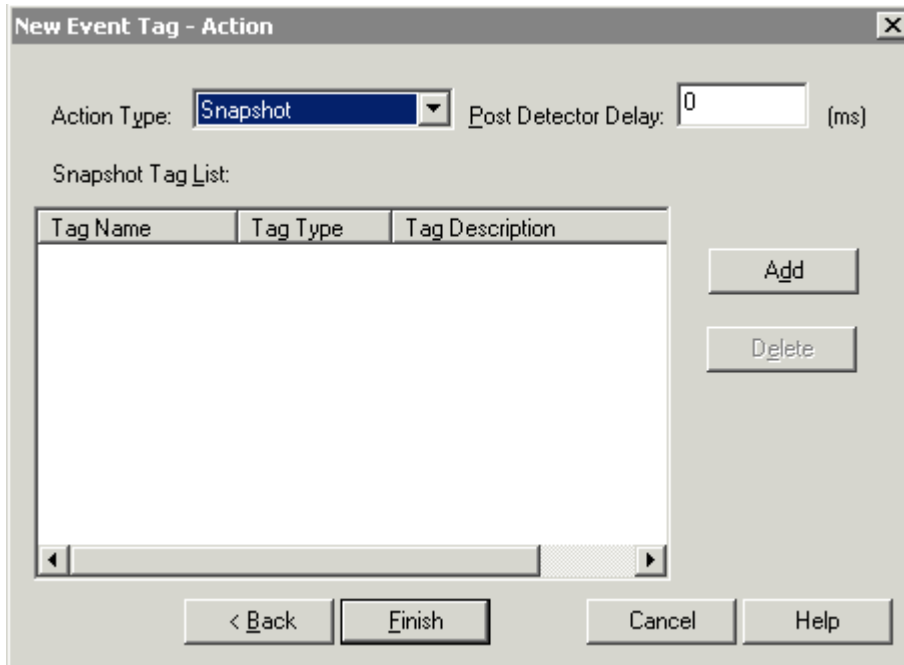 New Event Tag - Action
Action Type: Snapshot Post Detector Delay: 0 (ms)
Snapshot Tag List:
Tag Name Tag Type Tag Description
Add
Delete
< Back Finish Cancel Help